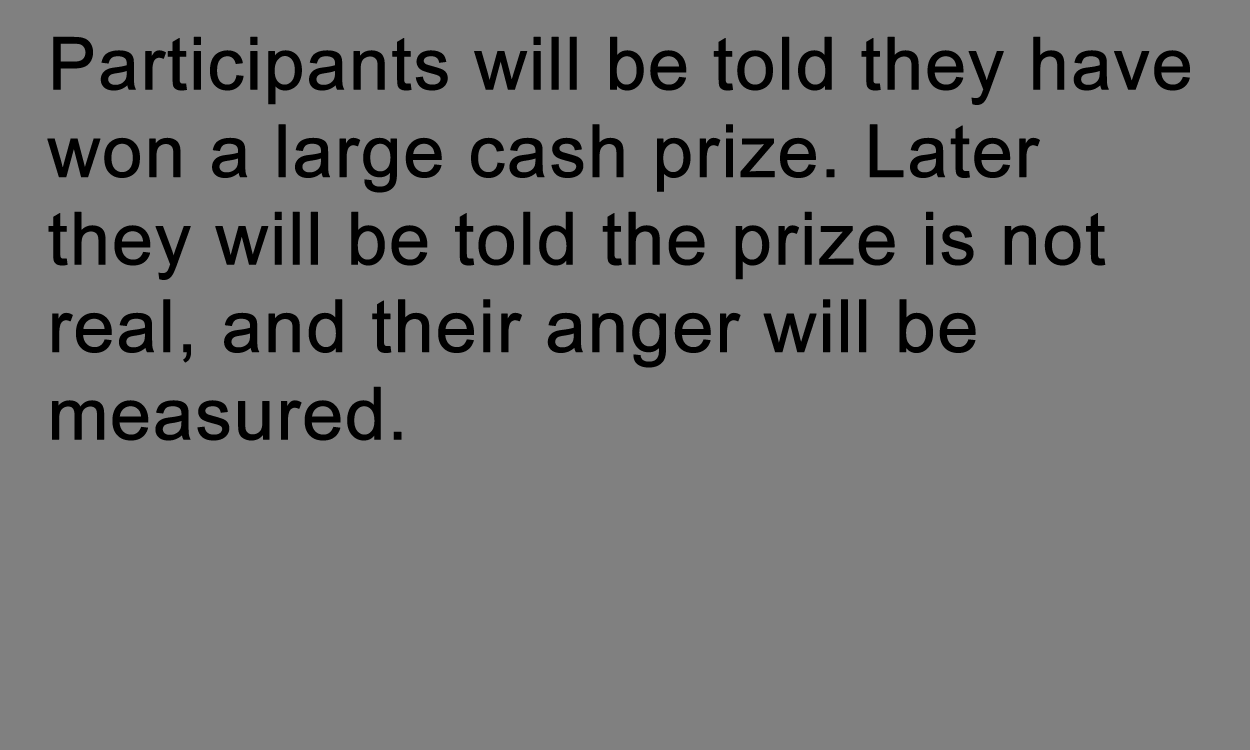 Participants will be told they have
won a large cash prize. Later
they will be told the prize is not
real, and their anger will be
measured.